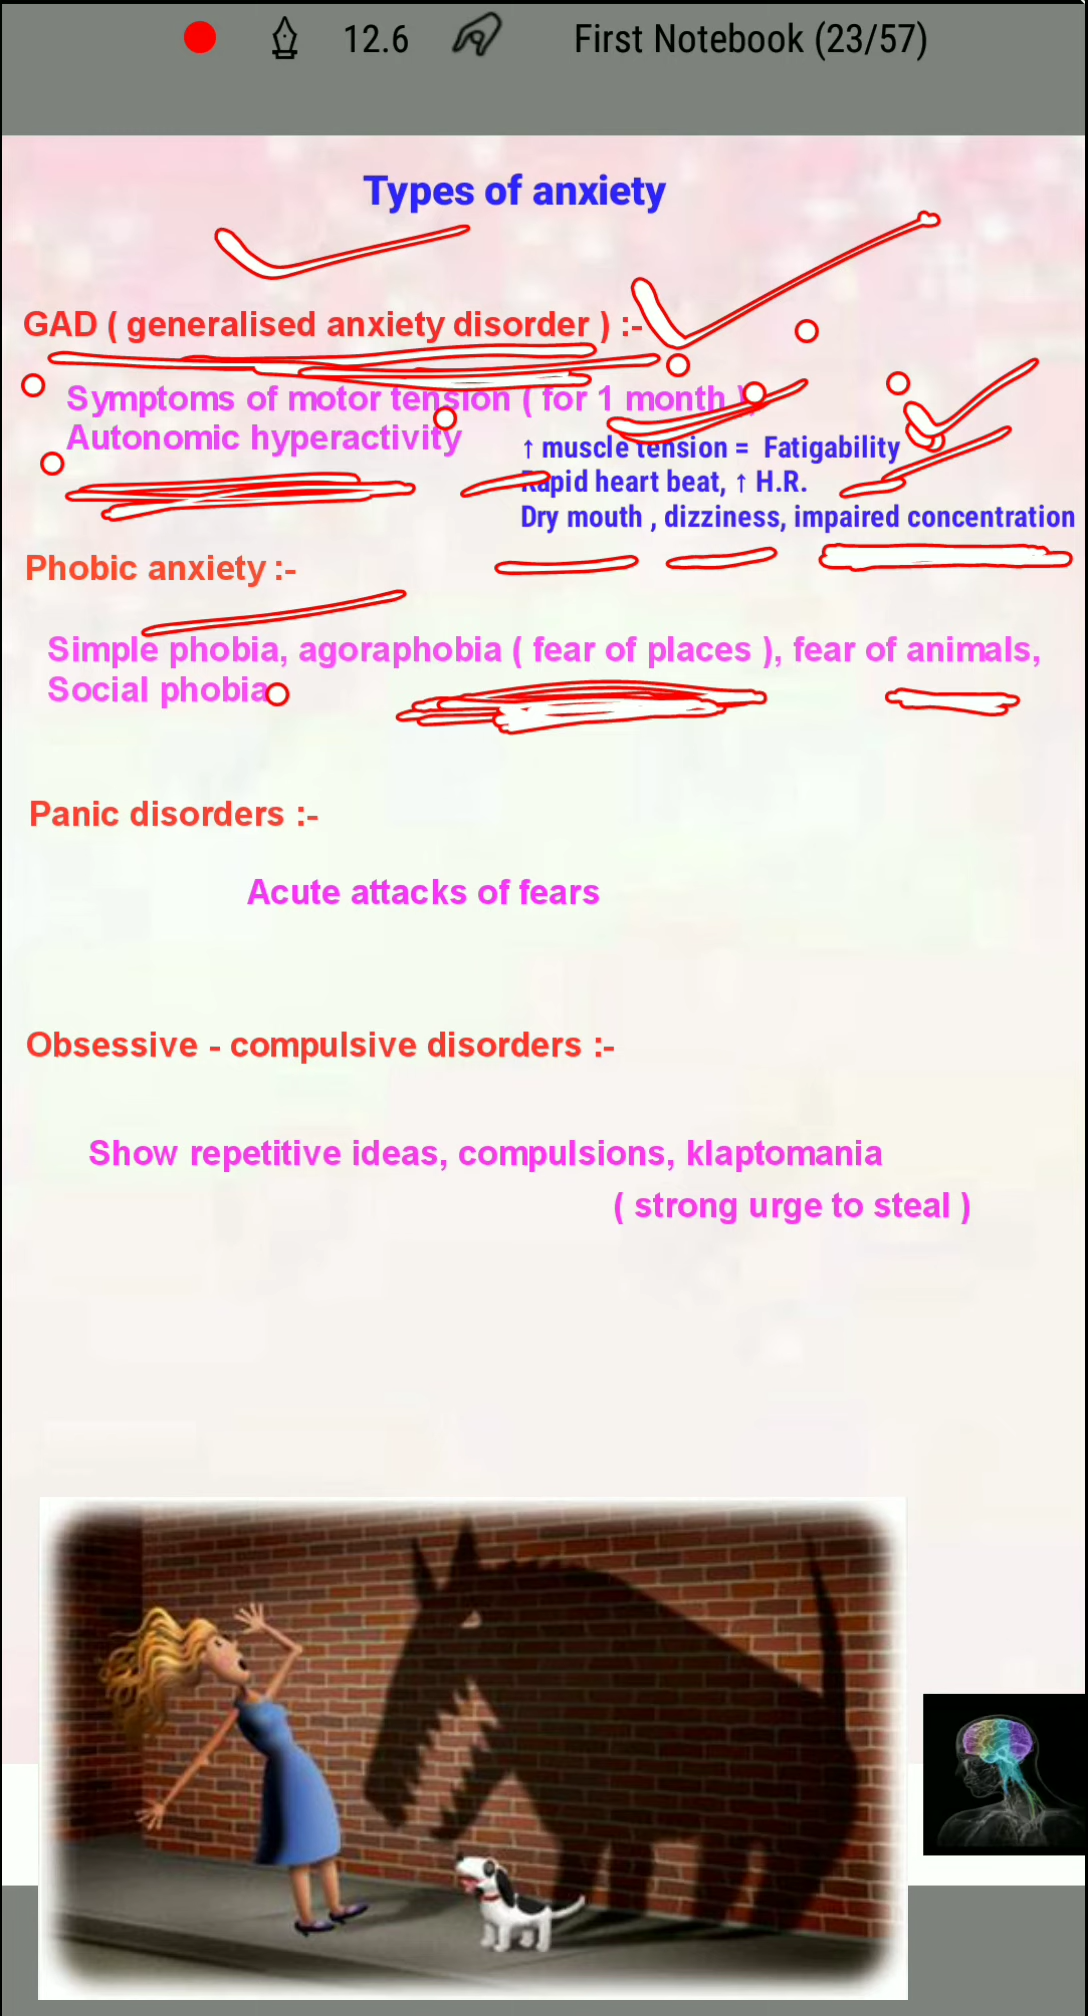 12.6 First Notebook (23/57)
Types of anxiety
GAD ( generalised anxiety disorder ) :-
Symptoms of motor tension ( for 1 month )
Autonomic hyperactivity
↑ muscle tension = Fatigability
Rapid heart beat, ↑ H.R.
Dry mouth , dizziness, impaired concentration
Phobic anxiety :-
Simple phobia, agoraphobia ( fear of places ), fear of animals,
Social phobia
Panic disorders :-
Acute attacks of fears
Obsessive - compulsive disorders :-
Show repetitive ideas, compulsions, klaptomania
( strong urge to steal )